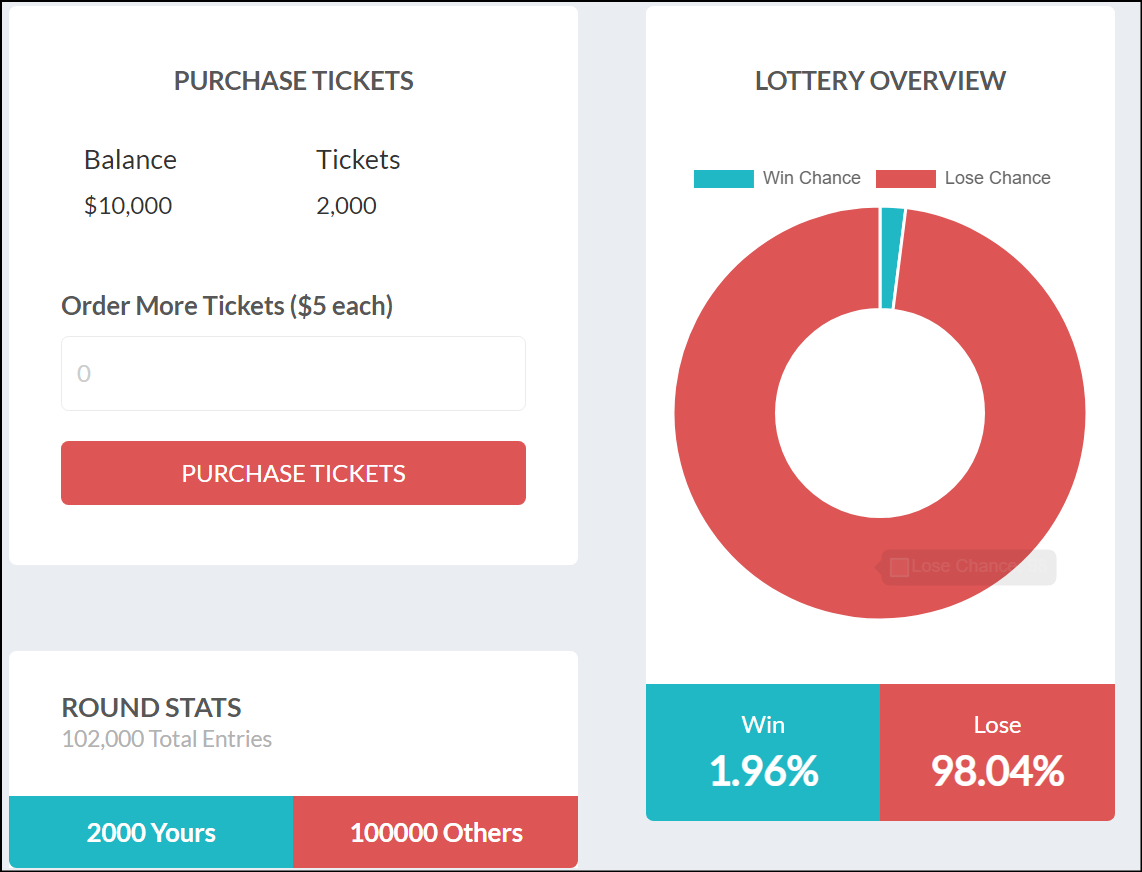 PURCHASE TICKETS
Balance
Tickets
$10,000
2,000
Order More Tickets ($5 each)
0
PURCHASE TICKETS
ROUND STATS
102,000 Total Entries
2000 Yours
100000 Others
LOTTERY OVERVIEW
Win Chance
Lose Chance
Lose Chance
Win
Lose
1.96%
98.04%